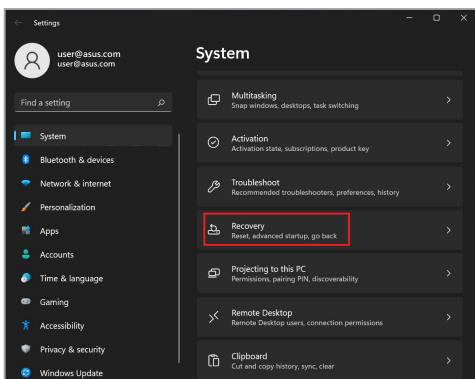 Settings
user@asus.com
user@asus.com
Find a setting
System
Bluetooth & devices
Network & internet
Personalization
Apps
Accounts
Time & language
Gaming
Accessibility
Privacy & security
Windows Update
System
Multitasking
Snap windows, desktops, task switching
Activation
Activation state, subscriptions, product key
Troubleshoot
Recommended troubleshooters, preferences, history
Recovery
Reset, advanced startup, go back
Projecting to this PC
Permissions, pairing PIN, discoverability
Remote Desktop
Remote Desktop users, connection permissions
Clipboard
Cut and copy history, sync, clear